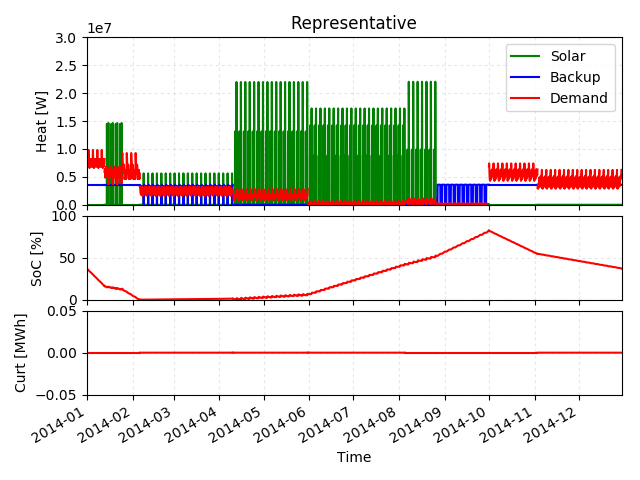 Representative
1e7
3.0
2.5
2.0
1.5
1.0
0.5
0.0
Heat [W]
Solar
Backup
Demand
100
50
0
SoC [%]
0.05
0.00
−0.05
Curt [MWh]
2014-01
2014-02
2014-03
2014-04
2014-05
2014-06
2014-07
2014-08
2014-09
2014-10
2014-11
2014-12
Time